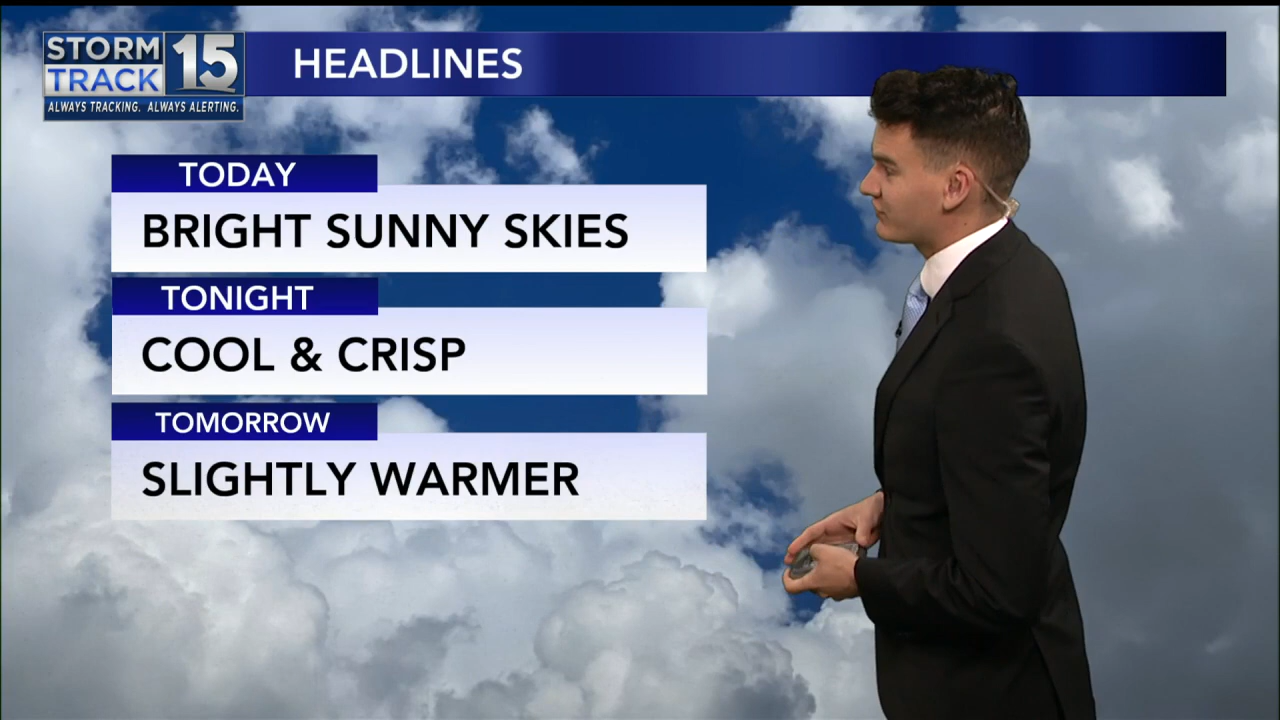 STORM
TRACK
15
ALWAYS TRACKING. ALWAYS ALERTING.
HEADLINES
TODAY
BRIGHT SUNNY SKIES
TONIGHT
COOL & CRISP
TOMORROW
SLIGHTLY WARMER